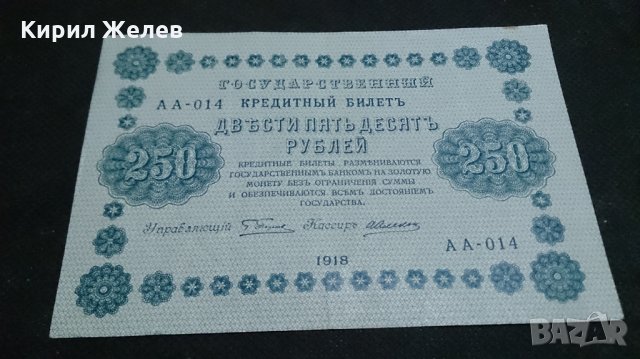 Кирил Желев
ГОСУДАРСТВЕННЫЙ
АА-014 КРЕДИТНЫЙ БИЛЕТЪ
ДВѢСТИ ПЯТЬДЕСЯТЪ
РУБЛЕЙ
250 250
КРЕДИТНЫЕ БИЛЕТЫ РАЗМѢНИВАЮТСЯ
ГОСУДАРСТВЕННЫМЪ БАНКОМЪ НА ЗОЛОТУЮ
МОНЕТУ БЕЗЪ ОГРАНИЧЕНІЯ СУММЫ
И ОБЕЗПЕЧИВАЮТСЯ ВСѢМЪ ДОСТОЯНІЕМЪ
ГОСУДАРСТВА.
Управляющій Кассиръ
АА-014
1918
BAZAR